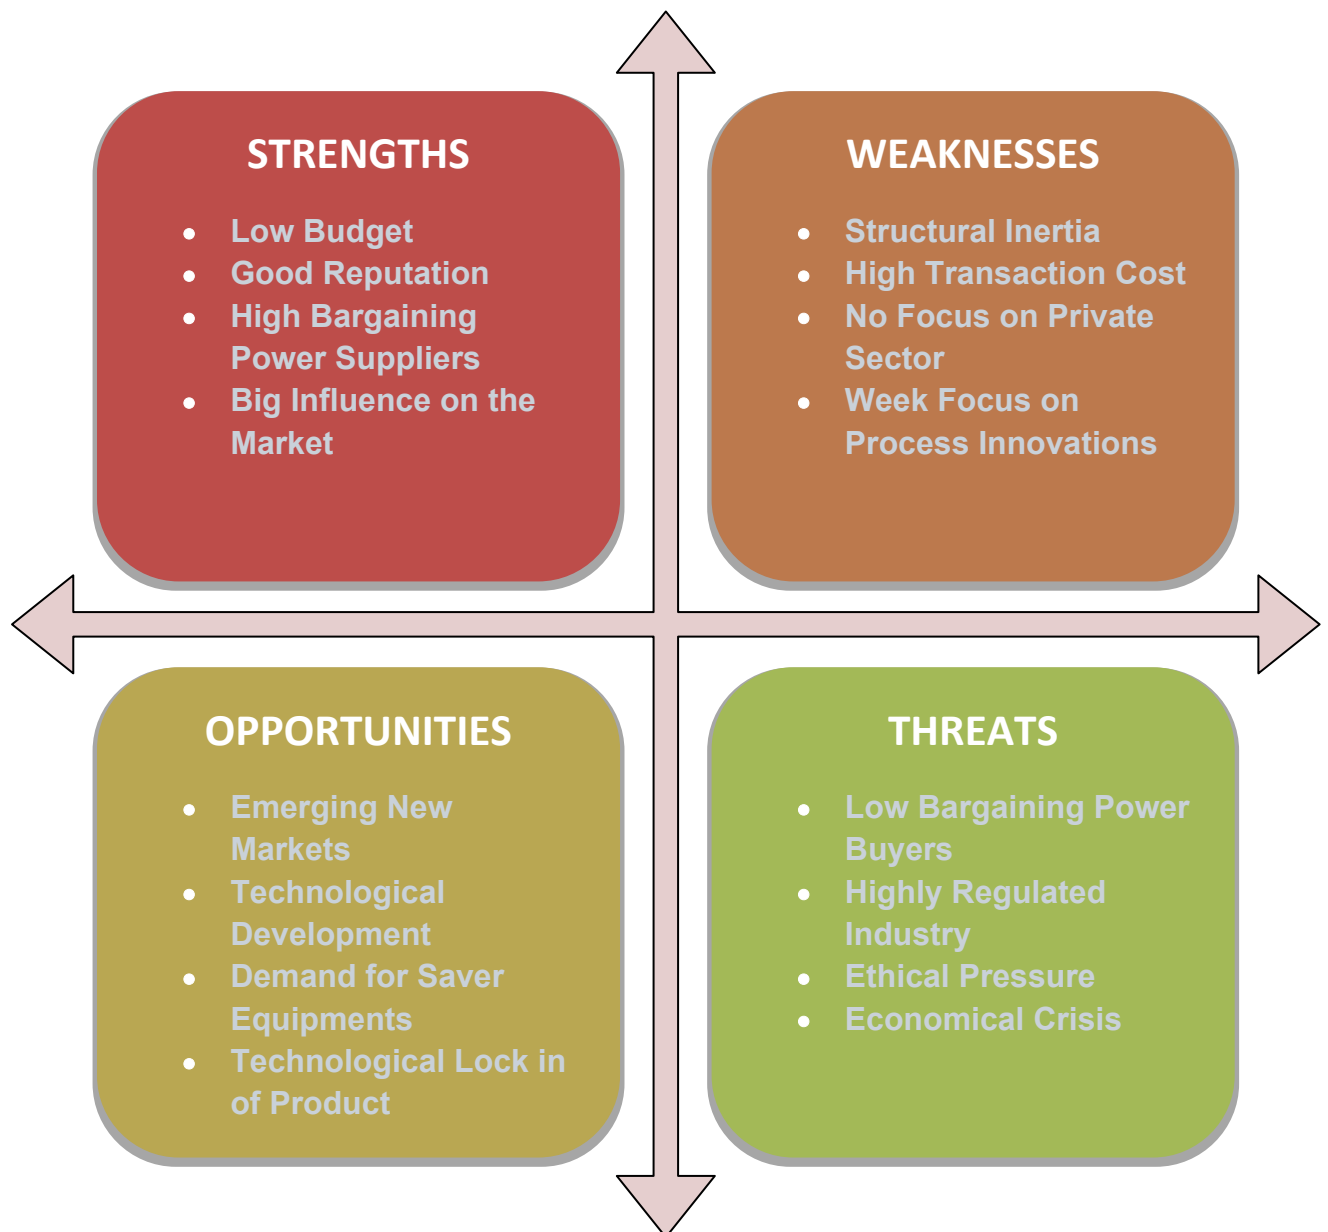 STRENGTHS
• Low Budget
• Good Reputation
• High Bargaining
Power Suppliers
• Big Influence on the
Market
WEAKNESSES
• Structural Inertia
• High Transaction Cost
• No Focus on Private
Sector
• Week Focus on
Process Innovations
OPPORTUNITIES
• Emerging New
Markets
• Technological
Development
• Demand for Saver
Equipments
• Technological Lock in
of Product
THREATS
• Low Bargaining Power
Buyers
• Highly Regulated
Industry
• Ethical Pressure
• Economical Crisis